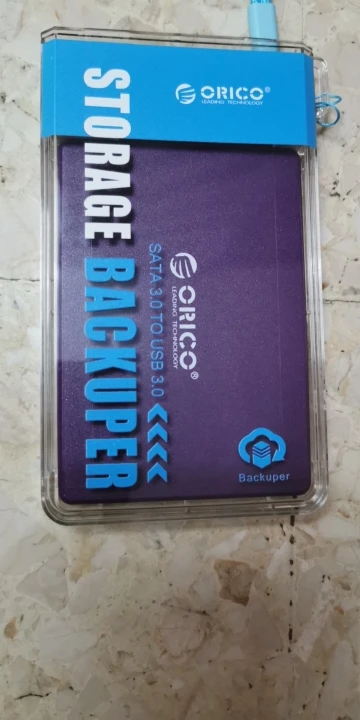 ORICO®
LEADING TECHNOLOGY
STORAGE BACKUPER
SATA 3.0 TO USB 3.0
ORICO®
LEADING TECHNOLOGY
Backuper